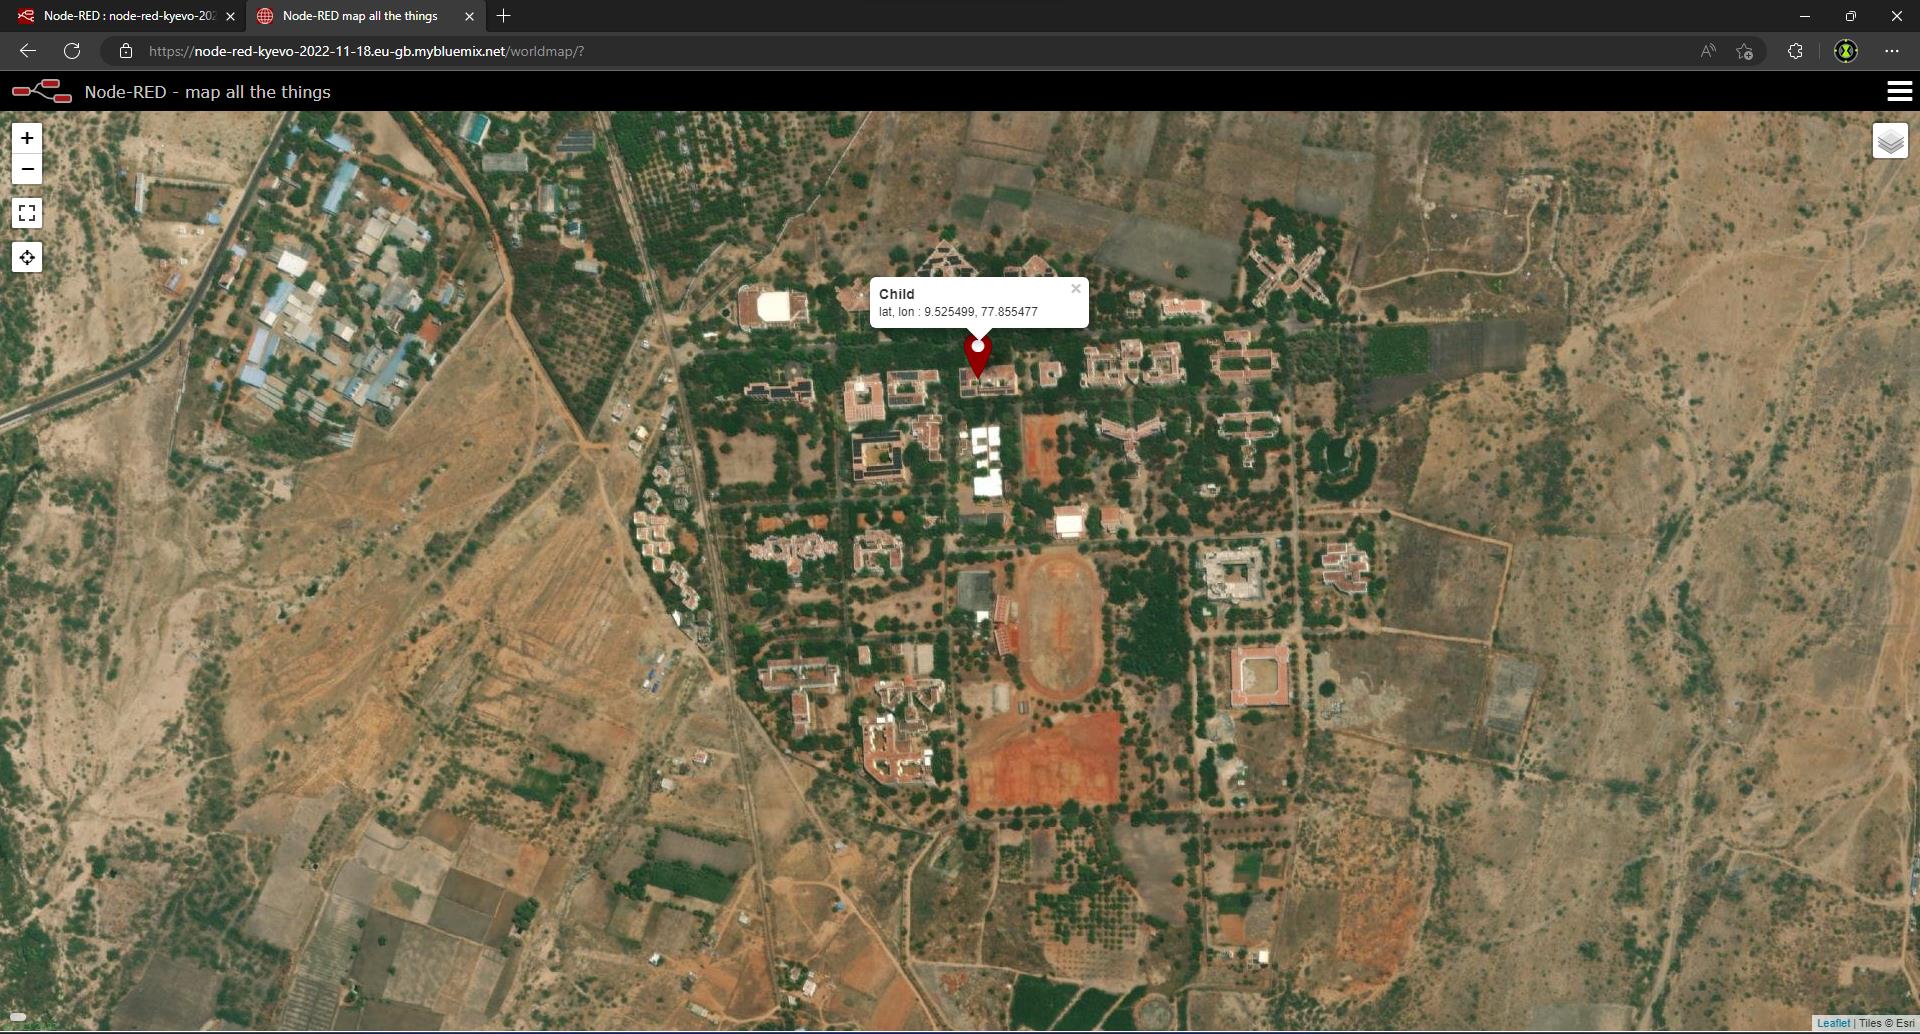 Node-RED : node-red-kyevo-202
Node-RED map all the things
https://node-red-kyevo-2022-11-18.eu-gb.mybluemix.net/worldmap/?
Node-RED - map all the things
+
−
Child
×
lat, lon : 9.525499, 77.855477
Leaflet | Tiles © Esri